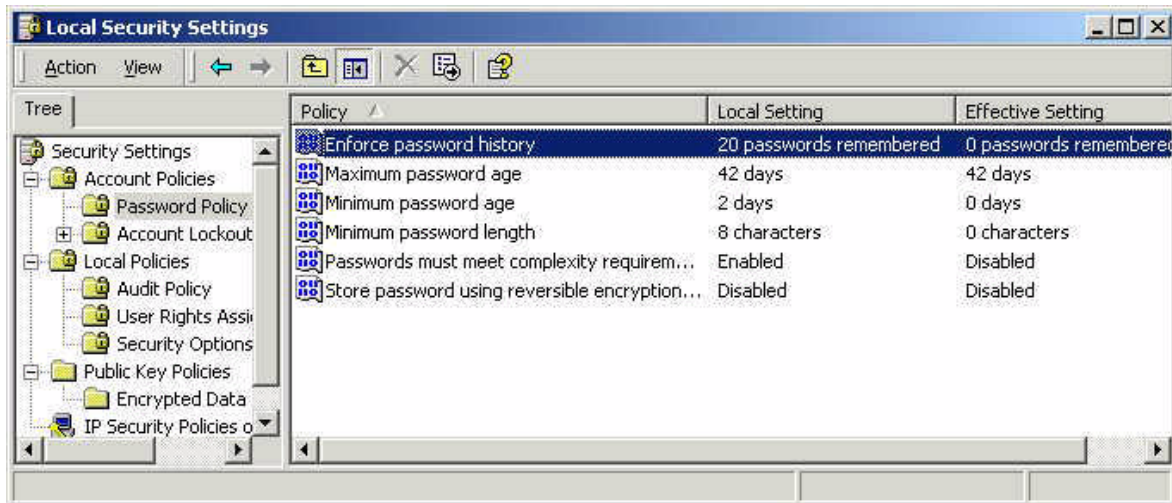 Local Security Settings
Action View
Tree
Policy Local Setting Effective Setting
Security Settings
Account Policies
Password Policy
Account Lockout
Local Policies
Audit Policy
User Rights Assi
Security Options
Public Key Policies
Encrypted Data
IP Security Policies o
Enforce password history 20 passwords remembered 0 passwords remembered
Maximum password age 42 days 42 days
Minimum password age 2 days 0 days
Minimum password length 8 characters 0 characters
Passwords must meet complexity requirem... Enabled Disabled
Store password using reversible encryption... Disabled Disabled